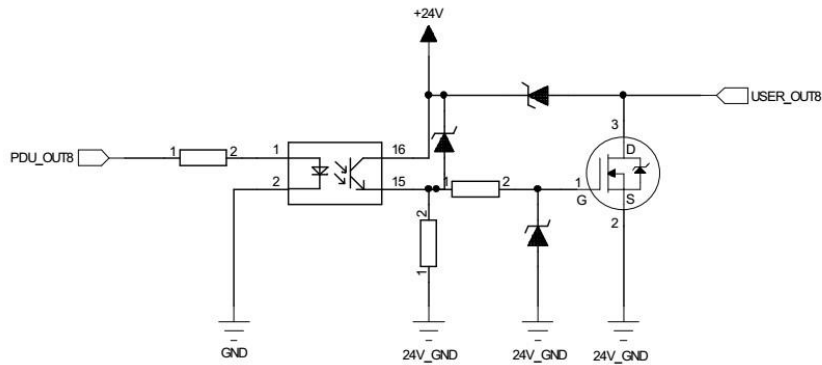 +24V
USER_OUT8
3
D
1
2
1
16
PDU_OUT8
2
15
1
2
1
G
S
2
2
1
GND
24V_GND
24V_GND
24V_GND